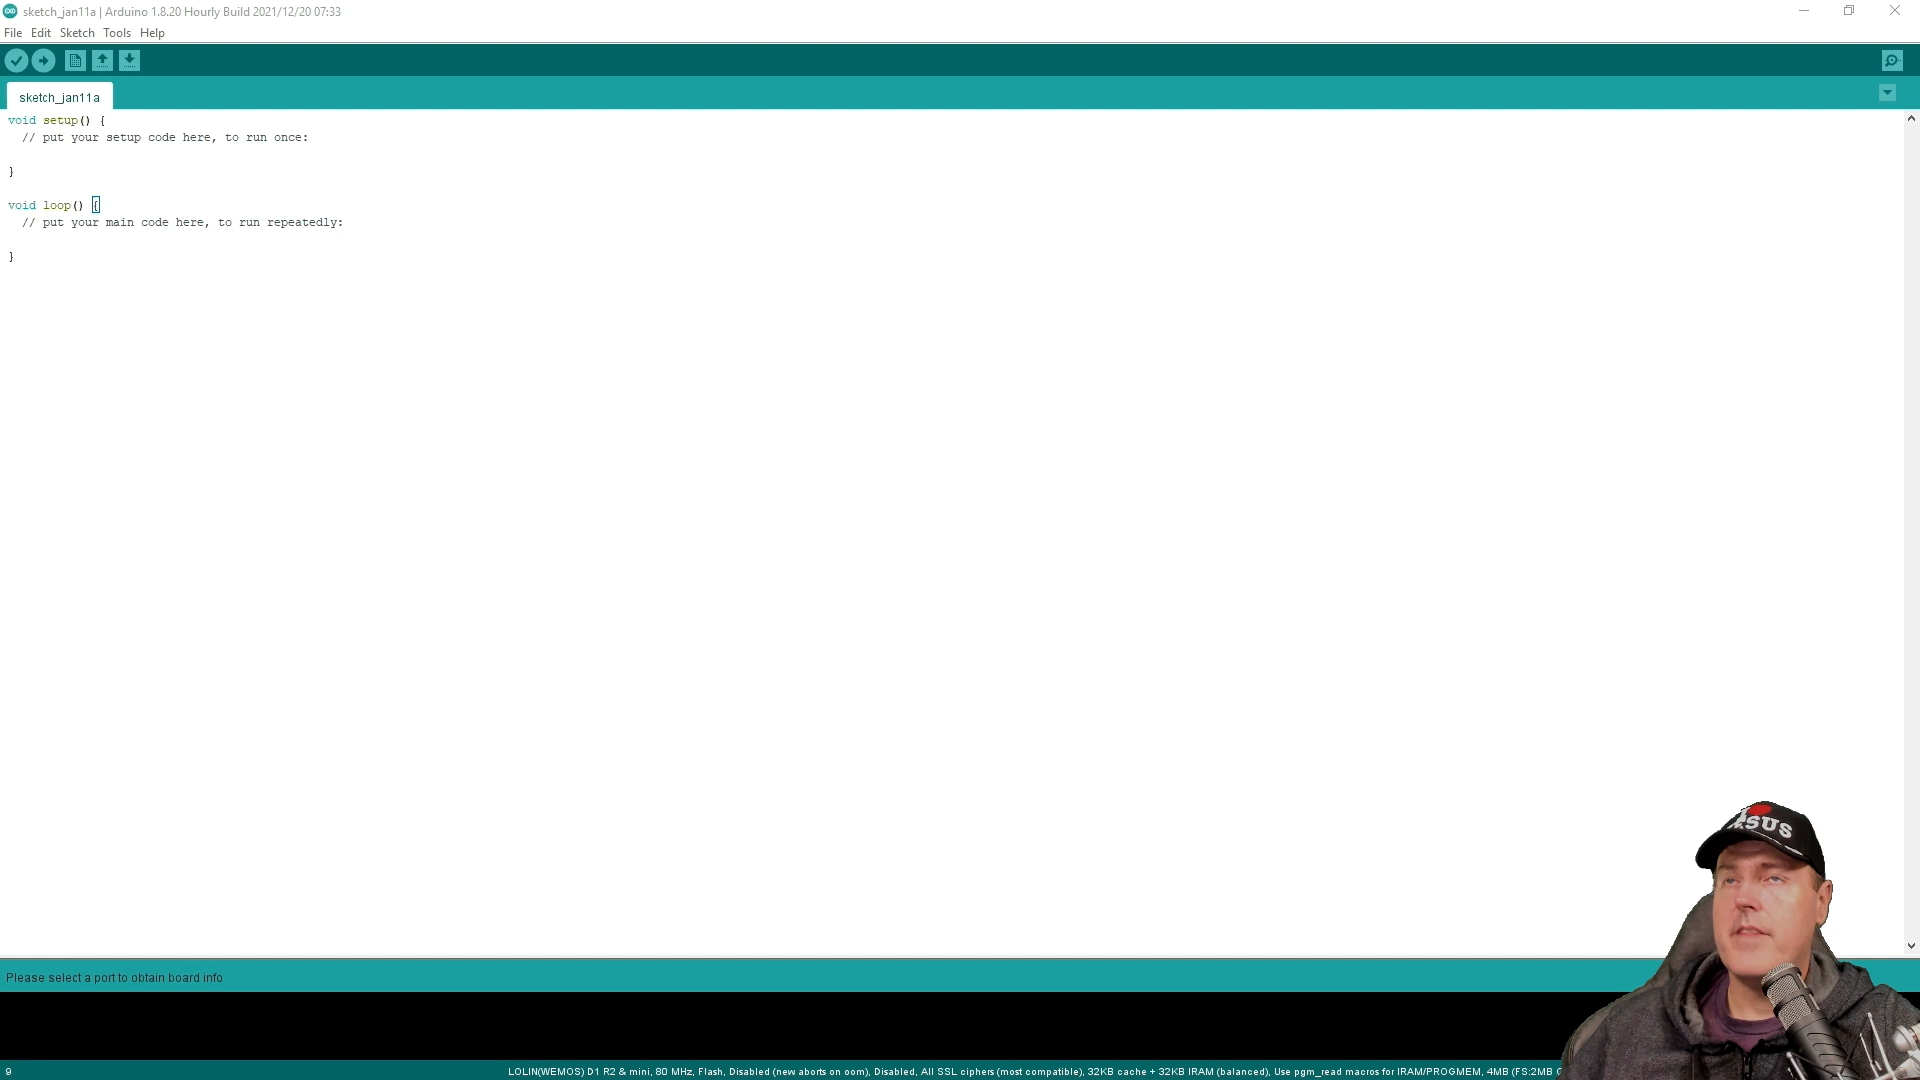 sketch_jan11a | Arduino 1.8.20 Hourly Build 2021/12/20 07:33
File Edit Sketch Tools Help
sketch_jan11a
void setup() {
// put your setup code here, to run once:
}
void loop() {
// put your main code here, to run repeatedly:
}
SUS
Please select a port to obtain board info
9
LOLIN(WEMOS) D1 R2 & mini, 80 MHz, Flash, Disabled (new aborts on oom), Disabled, All SSL ciphers (most compatible), 32KB cache + 32KB IRAM (balanced), Use pgm_read macros for IRAM/PROGMEM, 4MB (FS:2MB